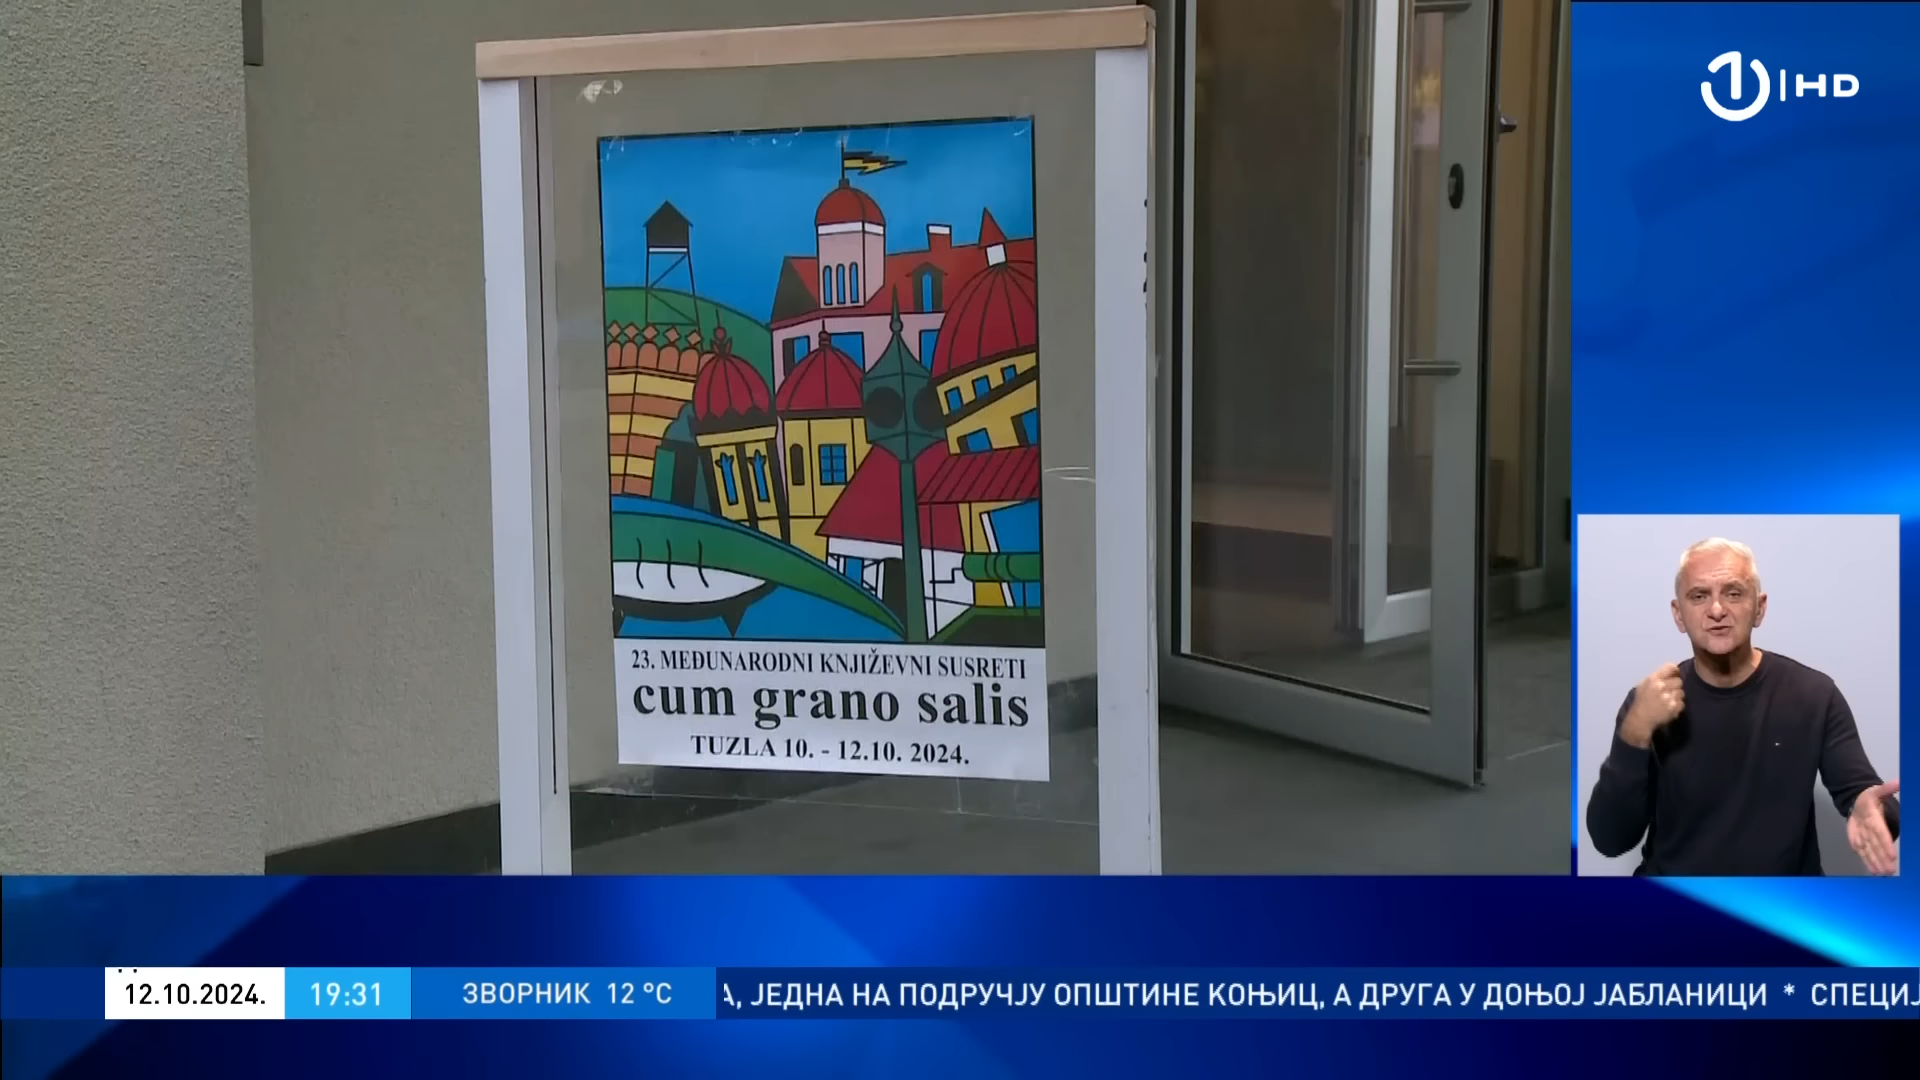 1 HD
23. MEĐUNARODNI KNJIŽEVNI SUSRETI
cum grano salis
TUZLA 10. - 12.10. 2024.
12.10.2024. 19:31 ЗВОРНИК 12 °C А, ЈЕДНА НА ПОДРУЧЈУ ОПШТИНЕ КОЊИЦ, А ДРУГА У ДОЊОЈ ЈАБЛАНИЦИ * СПЕЦИЈ